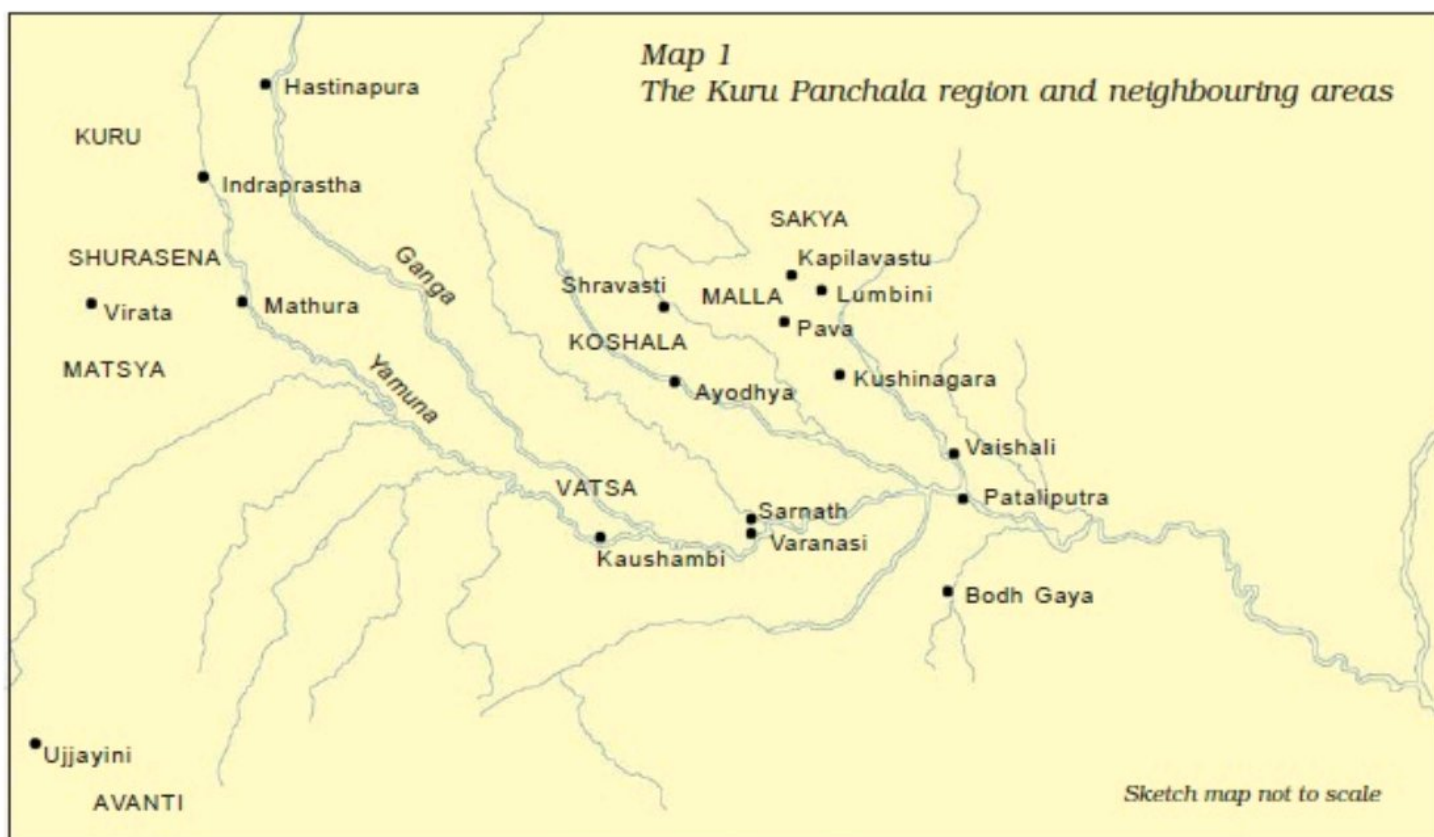 Map 1
The Kuru Panchala region and neighbouring areas
Hastinapura
KURU
Indraprastha
SAKYA
SHURASENA
Ganga
Kapilavastu
Shravasti
MALLA
Lumbini
Virata
Mathura
Pava
KOSHALA
MATSYA
Yamuna
Ayodhya
Kushinagara
Vaishali
VATSA
Pataliputra
Sarnath
Varanasi
Kaushambi
Bodh Gaya
Ujjayini
AVANTI
Sketch map not to scale